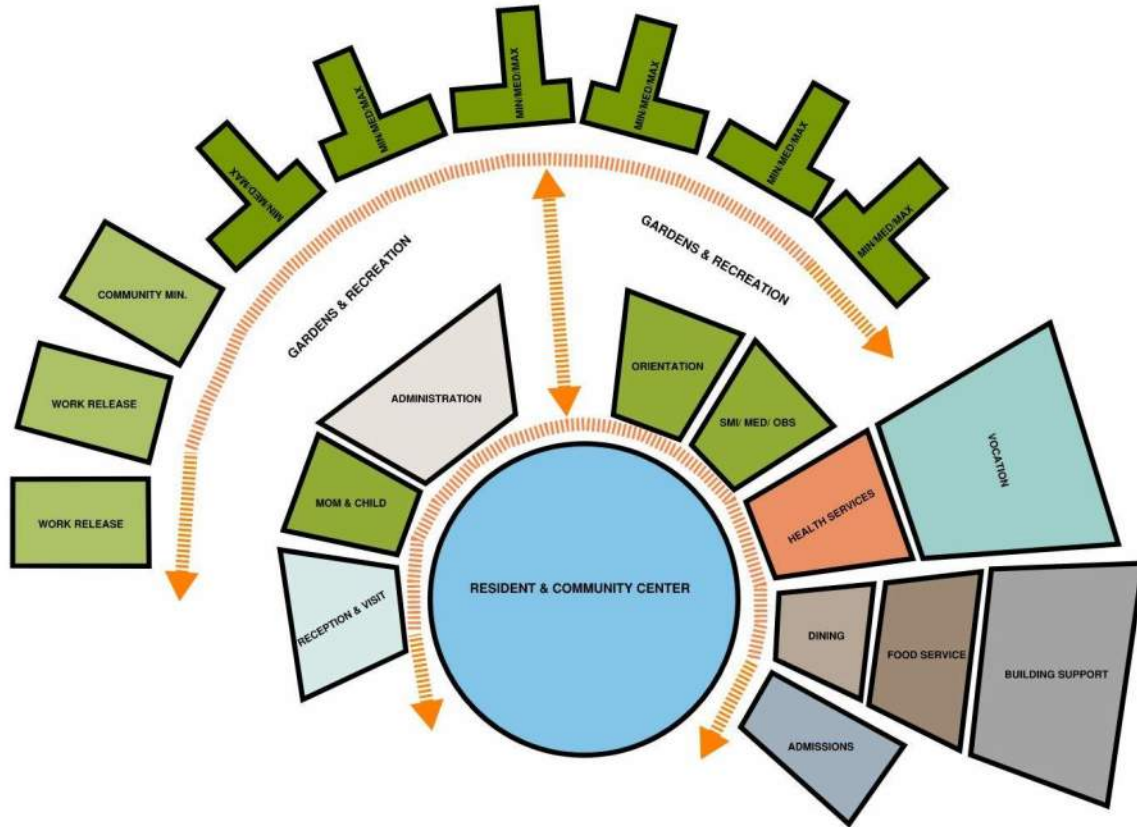 MIN/MED/MAX
MIN/MED/MAX
MIN/MED/MAX
MIN/MED/MAX
MIN/MED/MAX
MIN/MED/MAX
COMMUNITY MIN.
WORK RELEASE
WORK RELEASE
GARDENS & RECREATION
GARDENS & RECREATION
ADMINISTRATION
MOM & CHILD
RECEPTION & VISIT
ORIENTATION
SMI/ MED/ OBS
HEALTH SERVICES
VOCATION
RESIDENT & COMMUNITY CENTER
DINING
FOOD SERVICE
BUILDING SUPPORT
ADMISSIONS